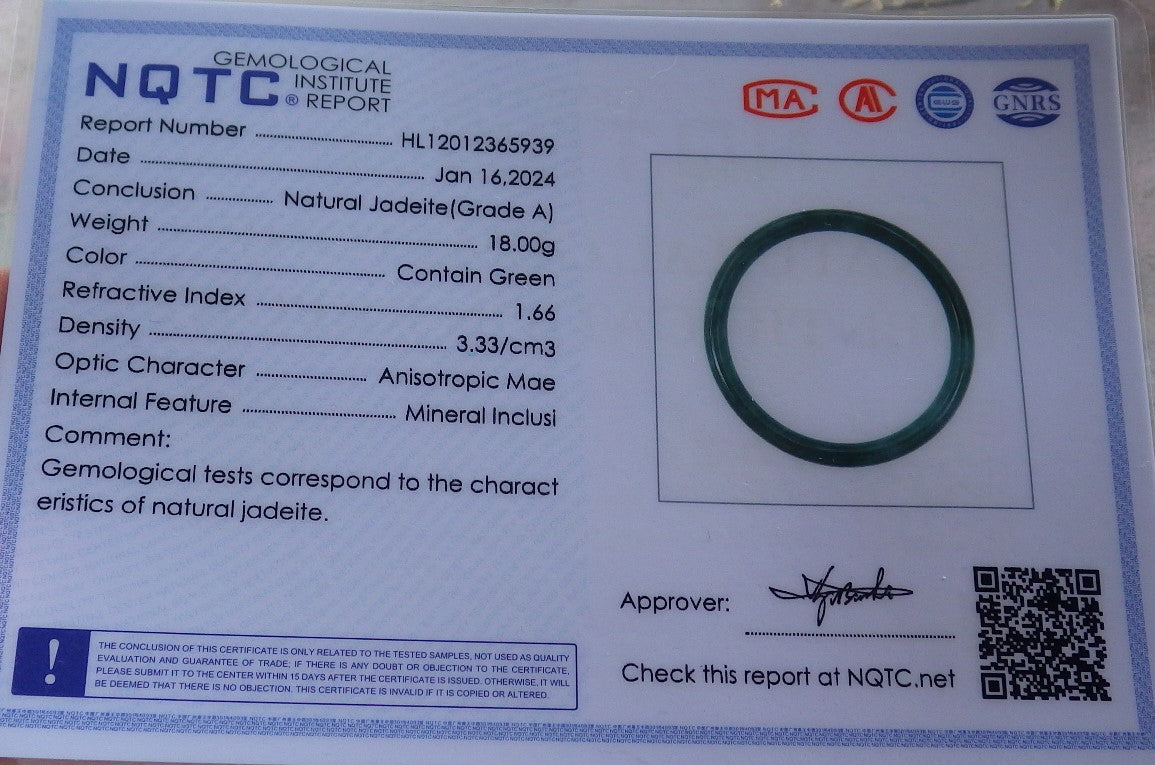 GEMOLOGICAL
NQTC INSTITUTE
® REPORT
MA
GNRS
Report Number ........ HL12012365939
Date ........ Jan 16,2024
Conclusion ........ Natural Jadeite(Grade A)
Weight ........ 18.00g
Color ........ Contain Green
Refractive Index ........ 1.66
Density ........ 3.33/cm3
Optic Character ........ Anisotropic Mae
Internal Feature ........ Mineral Inclusi
Comment:
Gemological tests correspond to the charact
eristics of natural jadeite.
! THE CONCLUSION OF THIS CERTIFICATE IS ONLY RELATED TO THE TESTED SAMPLES, NOT USED AS QUALITY
EVALUATION AND GUARANTEE OF TRADE; IF THERE IS ANY DOUBT OR OBJECTION TO THE CERTIFICATE,
PLEASE SUBMIT IT TO THE CENTER WITHIN 15 DAYS AFTER THE CERTIFICATE IS ISSUED. OTHERWISE, IT WILL
BE DEEMED THAT THERE IS NO OBJECTION. THIS CERTIFICATE IS INVALID IF IT IS COPIED OR ALTERED.
Approver:
Check this report at NQTC.net